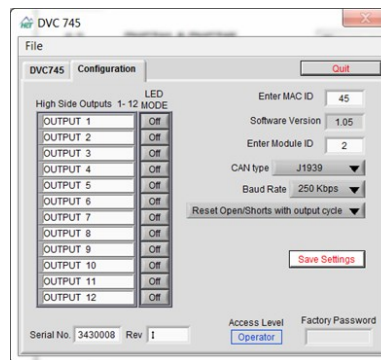 DVC 745
File
DVC745 Configuration
Quit
High Side Outputs 1- 12 LED MODE
OUTPUT 1 Off
OUTPUT 2 Off
OUTPUT 3 Off
OUTPUT 4 Off
OUTPUT 5 Off
OUTPUT 6 Off
OUTPUT 7 Off
OUTPUT 8 Off
OUTPUT 9 Off
OUTPUT 10 Off
OUTPUT 11 Off
OUTPUT 12 Off
Enter MAC ID 45
Software Version 1.05
Enter Module ID 2
CAN type J1939
Baud Rate 250 Kbps
Reset Open/Shorts with output cycle
Save Settings
Serial No. 3430008 Rev
Access Level
Operator
Factory Password